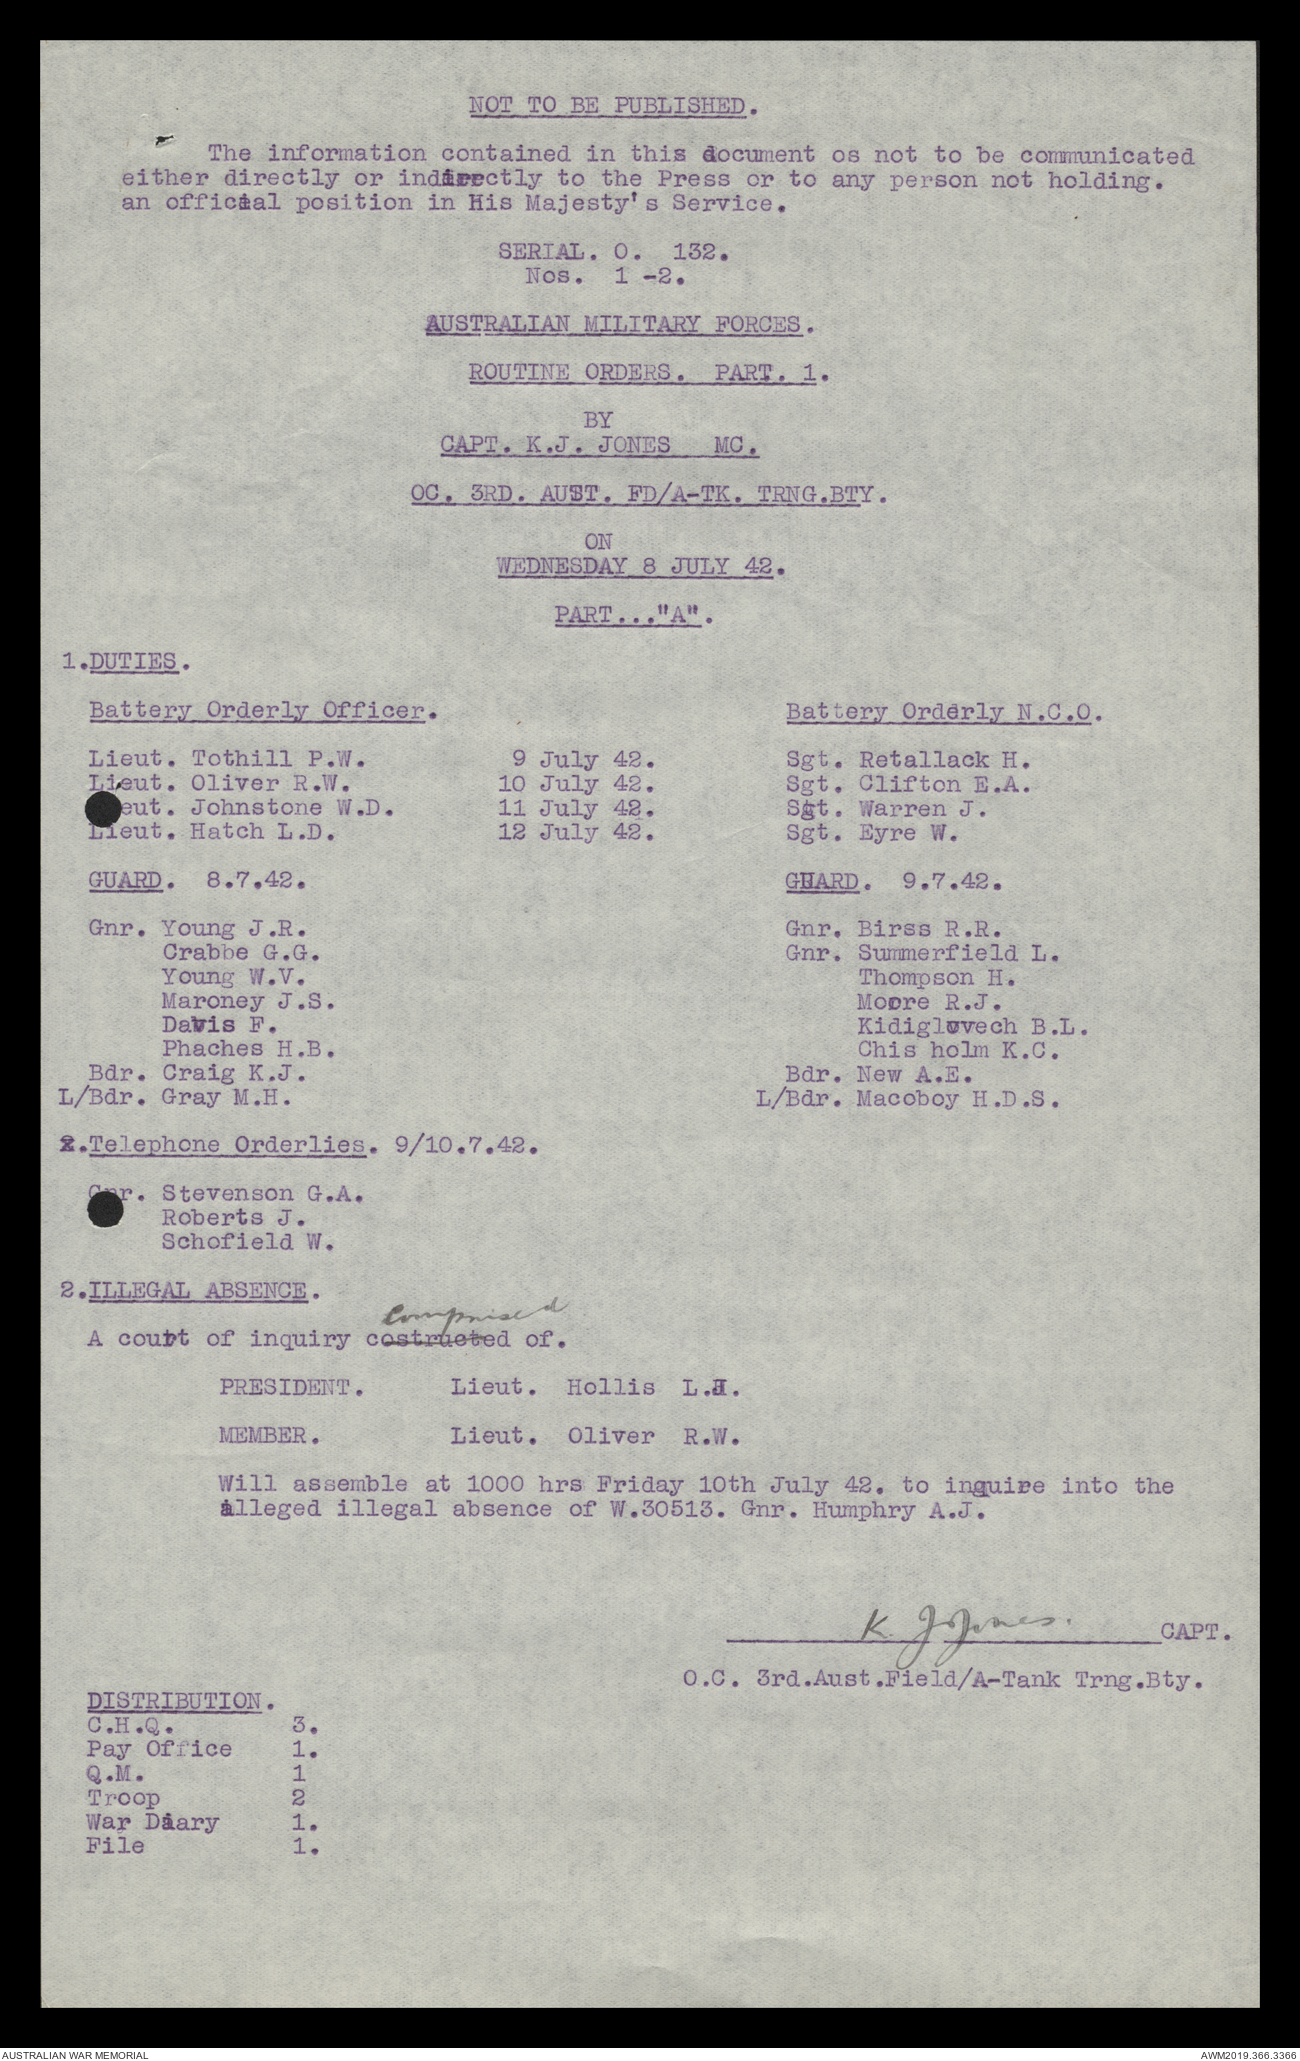 NOT TO BE PUBLISHED.
The information contained in this document os not to be communicated
either directly or indirectly to the Press or to any person not holding.
an official position in His Majesty's Service.
SERIAL. O. 132.
Nos. 1 -2.
AUSTRALIAN MILITARY FORCES.
ROUTINE ORDERS. PART. 1.
BY
CAPT. K.J. JONES MC.
OC. 3RD. AUST. FD/A-TK. TRNG.BTY.
ON
WEDNESDAY 8 JULY 42.
PART..."A".
1.DUTIES.
Battery Orderly Officer. Battery Orderly N.C.O.
Lieut. Tothill P.W. 9 July 42. Sgt. Retallack H.
Lieut. Oliver R.W. 10 July 42. Sgt. Clifton E.A.
Lieut. Johnstone W.D. 11 July 42. Sgt. Warren J.
Lieut. Hatch L.D. 12 July 42. Sgt. Eyre W.
GUARD. 8.7.42. GUARD. 9.7.42.
Gnr. Young J.R. Gnr. Birss R.R.
Crabbe G.G. Gnr. Summerfield L.
Young W.V. Thompson H.
Maroney J.S. Moore R.J.
Davis F. Kidiglovech B.L.
Phaches H.B. Chis holm K.C.
Bdr. Craig K.J. Bdr. New A.E.
L/Bdr. Gray M.H. L/Bdr. Macoboy H.D.S.
2.Telephone Orderlies. 9/10.7.42.
Gnr. Stevenson G.A.
Roberts J.
Schofield W.
2.ILLEGAL ABSENCE.
comprised
A court of inquiry costructed of.
PRESIDENT. Lieut. Hollis L.J.
MEMBER. Lieut. Oliver R.W.
Will assemble at 1000 hrs Friday 10th July 42. to inquire into the
alleged illegal absence of W.30513. Gnr. Humphry A.J.
K. J. Jones. CAPT.
O.C. 3rd.Aust.Field/A-Tank Trng.Bty.
DISTRIBUTION.
C.H.Q. 3.
Pay Office 1.
Q.M. 1
Troop 2
War Diary 1.
File 1.
AUSTRALIAN WAR MEMORIAL AWM2019.366.3366